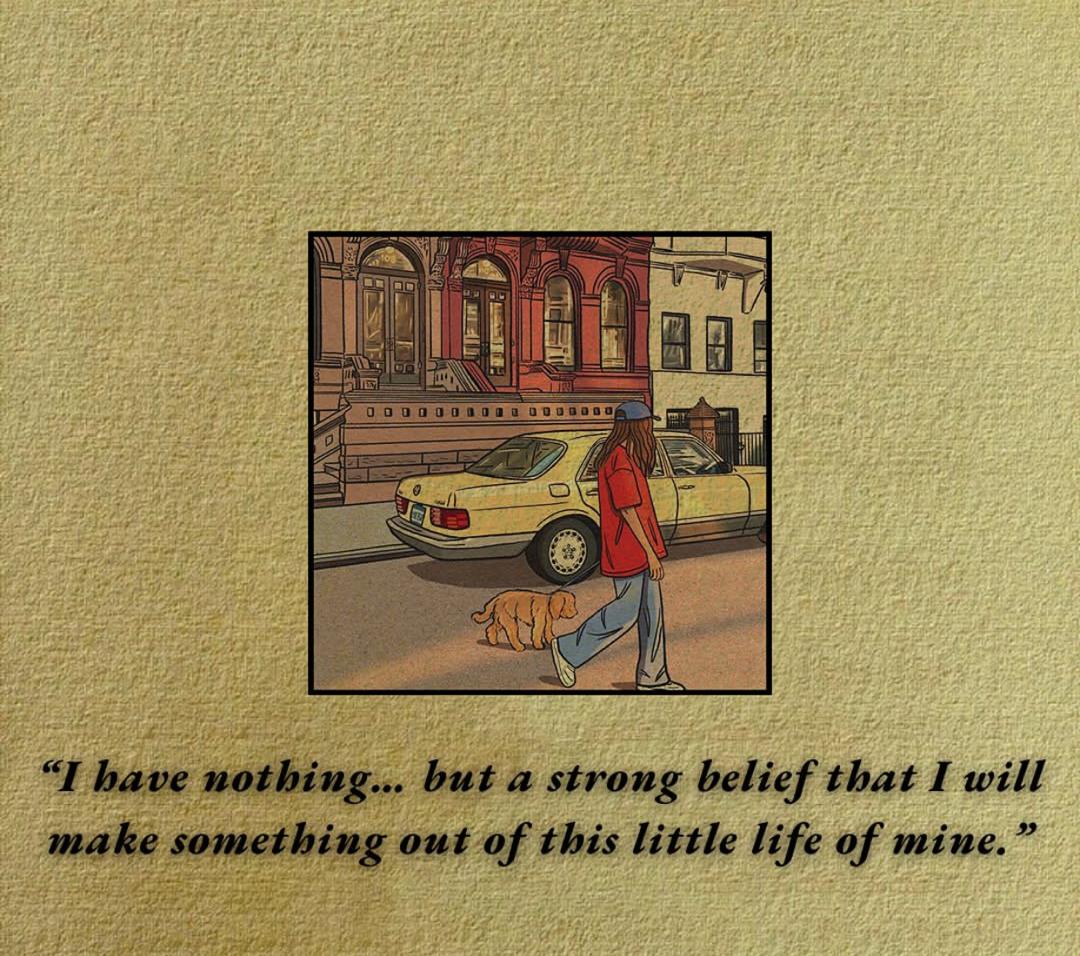 “I have nothing... but a strong belief that I will
make something out of this little life of mine.”